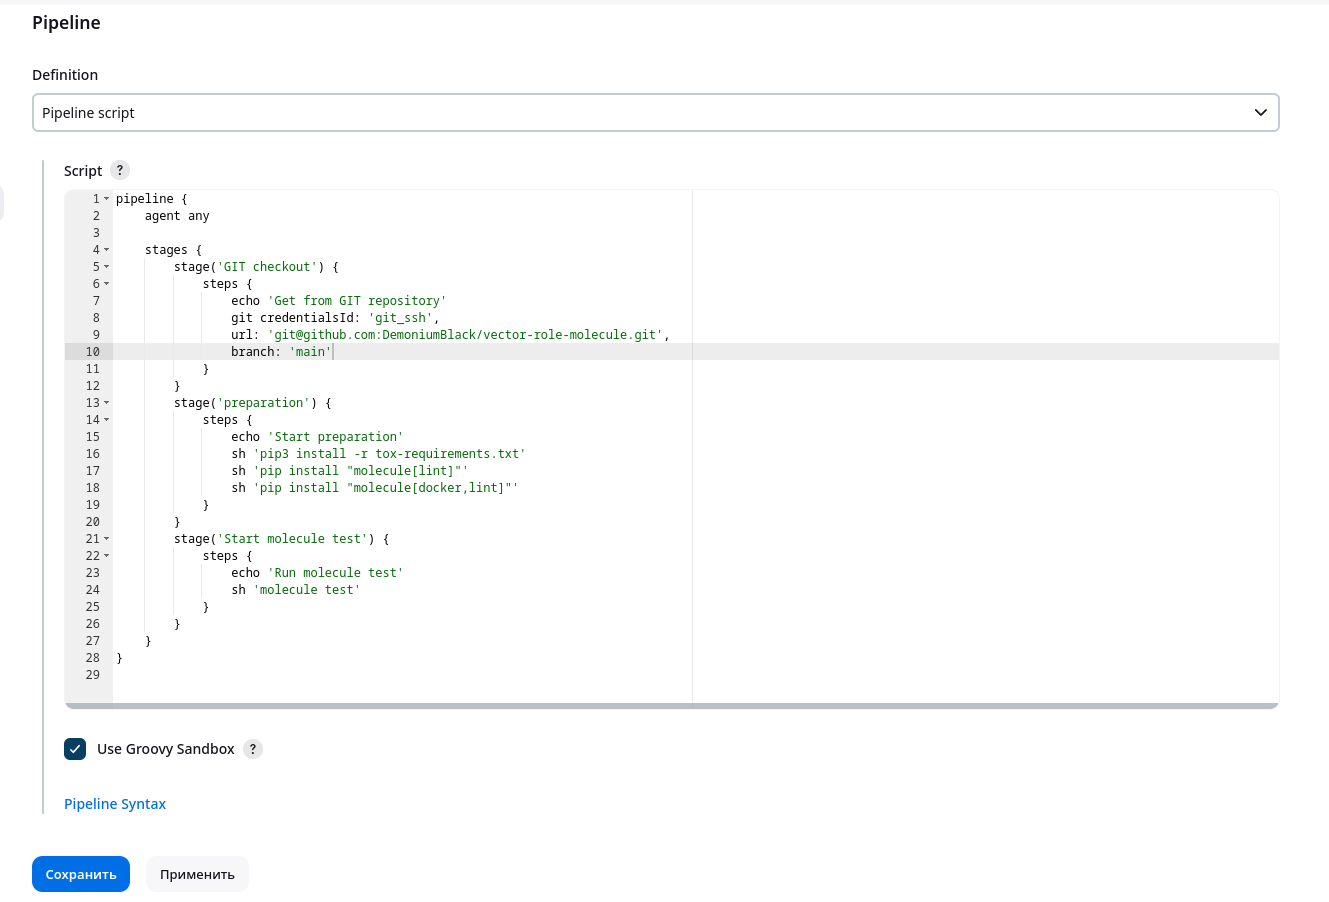 Pipeline
Definition
Pipeline script
Script ?
1 pipeline {
2     agent any
3
4     stages {
5         stage('GIT checkout') {
6             steps {
7                 echo 'Get from GIT repository'
8                 git credentialsId: 'git_ssh',
9                 url: 'git@github.com:DemoniumBlack/vector-role-molecule.git',
10                 branch: 'main'
11             }
12         }
13         stage('preparation') {
14             steps {
15                 echo 'Start preparation'
16                 sh 'pip3 install -r tox-requirements.txt'
17                 sh 'pip install "molecule[lint]"'
18                 sh 'pip install "molecule[docker,lint]"'
19             }
20         }
21         stage('Start molecule test') {
22             steps {
23                 echo 'Run molecule test'
24                 sh 'molecule test'
25             }
26         }
27     }
28 }
29
Use Groovy Sandbox ?
Pipeline Syntax
Сохранить Применить